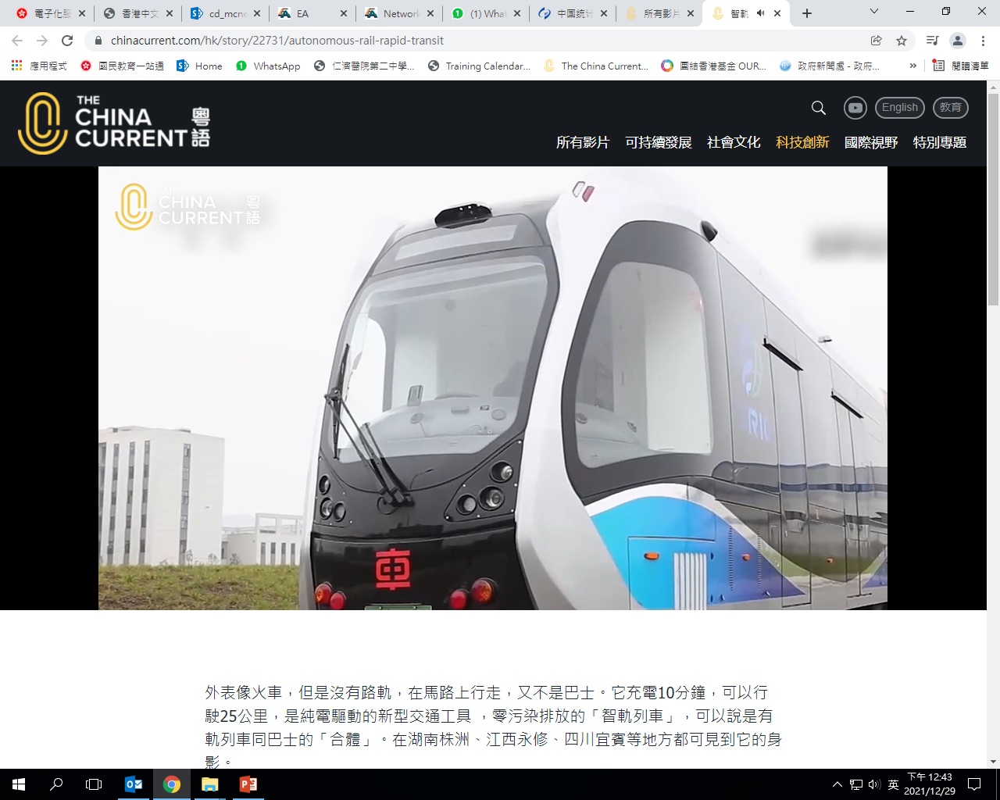 電子化服
香港中文
cd_mcne
EA
Network
(1) What
中国统计
所有影片
智軌
chinacurrent.com/hk/story/22731/autonomous-rail-rapid-transit
應用程式
國民教育一站通
Home
WhatsApp
仁濟醫院第二中學...
Training Calendar...
The China Current...
團結香港基金 OUR...
政府新聞處 - 政府...
»
閱讀清單
THE
CHINA
CURRENT
粵語
English
教育
所有影片
可持續發展
社會文化
科技創新
國際視野
特別專題
THE
CHINA
CURRENT
粵語
外表像火車，但是沒有路軌，在馬路上行走，又不是巴士。它充電10分鐘，可以行
駛25公里，是純電驅動的新型交通工具 ，零污染排放的「智軌列車」，可以說是有
軌列車同巴士的「合體」。在湖南株洲、江西永修、四川宜賓等地方都可見到它的身
影。
英
下午 12:43
2021/12/29